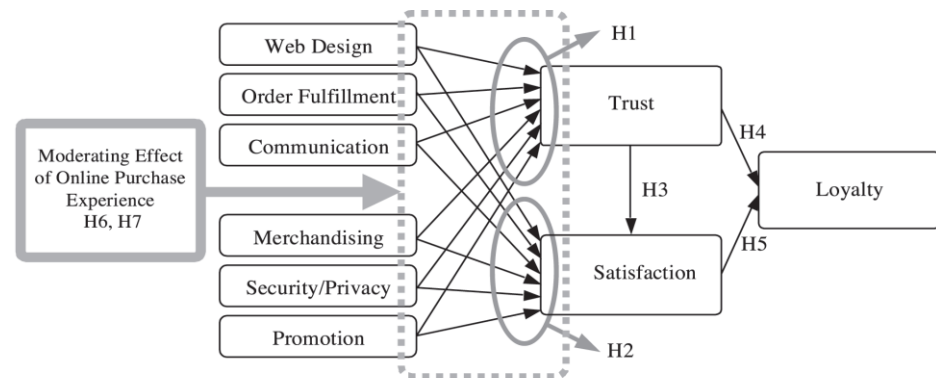 Web Design
Order Fulfillment
Communication
Moderating Effect
of Online Purchase
Experience
H6, H7
Merchandising
Security/Privacy
Promotion
H1
Trust
H3
Satisfaction
H2
H4
H5
Loyalty